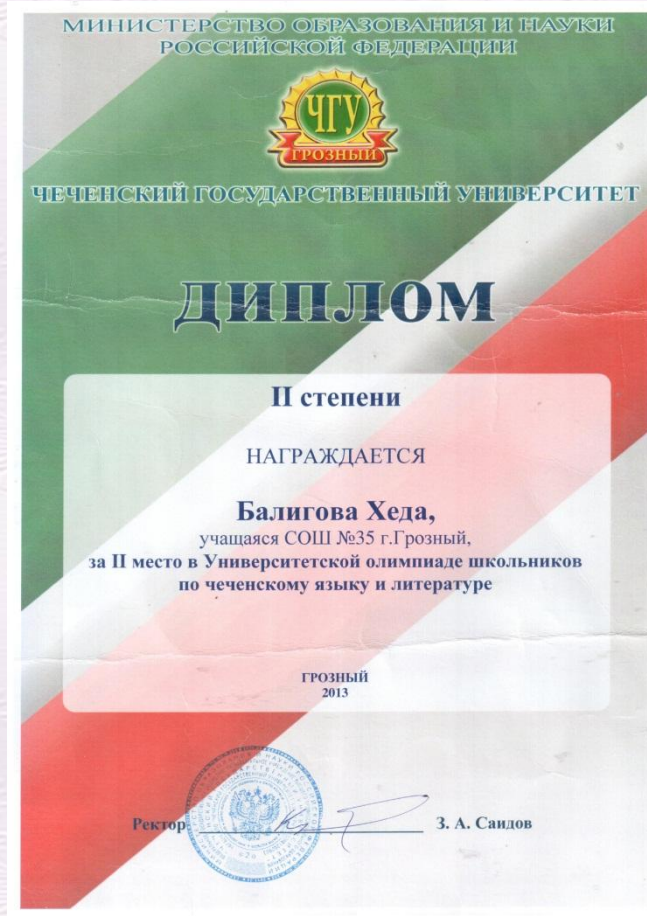 МИНИСТЕРСТВО ОБРАЗОВАНИЯ И НАУКИ
РОССИЙСКОЙ ФЕДЕРАЦИИ
ЧГУ
ГРОЗНЫЙ
ЧЕЧЕНСКИЙ ГОСУДАРСТВЕННЫЙ УНИВЕРСИТЕТ
ДИПЛОМ
II степени
НАГРАЖДАЕТСЯ
Балигова Хеда,
учащаяся СОШ №35 г.Грозный,
за II место в Университетской олимпиаде школьников
по чеченскому языку и литературе
ГРОЗНЫЙ
2013
Ректор
З. А. Саидов